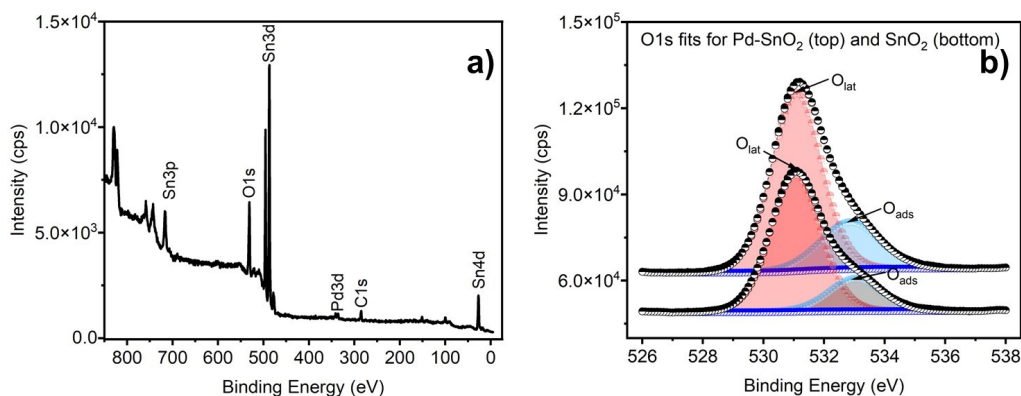 a)
1.5×10⁴
1.0×10⁴
5.0×10³
0.0
Intensity (cps)
Sn3p
O1s
Sn3d
Pd3d
C1s
Sn4d
800 700 600 500 400 300 200 100 0
Binding Energy (eV)
b)
O1s fits for Pd-SnO₂ (top) and SnO₂ (bottom)
1.5×10⁵
1.2×10⁵
9.0×10⁴
6.0×10⁴
Intensity (cps)
O_lat
O_lat
O_ads
O_ads
526 528 530 532 534 536 538
Binding Energy (eV)